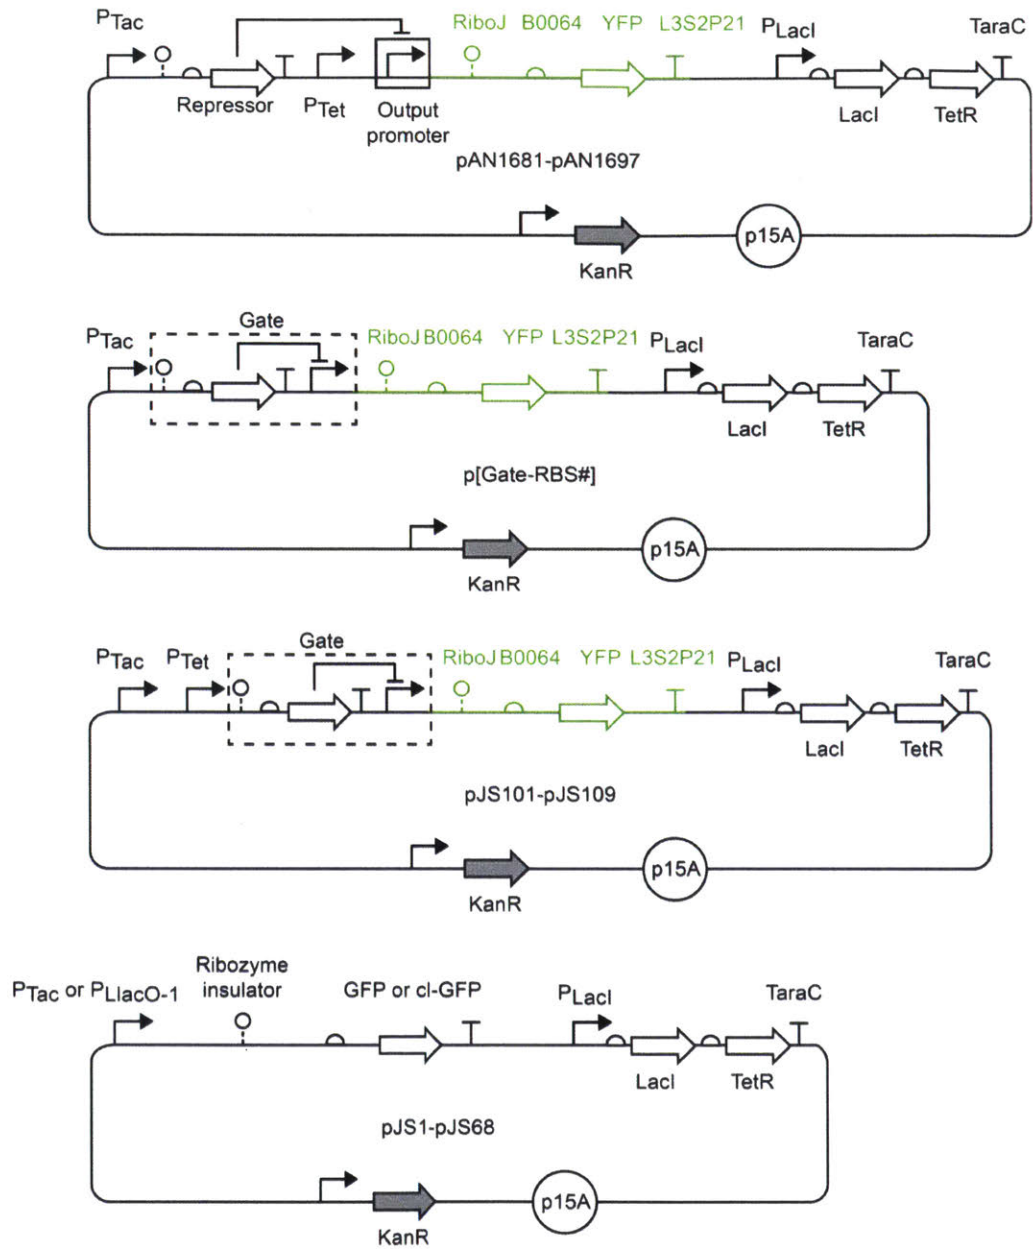 PTac
RiboJ B0064 YFP L3S2P21
PLacI
TaraC
Repressor
PTet
Output
promoter
LacI
TetR
pAN1681-pAN1697
p15A
KanR
Gate
PTac
RiboJ B0064 YFP L3S2P21
PLacI
TaraC
LacI
TetR
p[Gate-RBS#]
p15A
KanR
Gate
PTac
PTet
RiboJ B0064 YFP L3S2P21
PLacI
TaraC
LacI
TetR
pJS101-pJS109
p15A
KanR
Ribozyme
insulator
PTac or PLlacO-1
GFP or cI-GFP
PLacI
TaraC
LacI
TetR
pJS1-pJS68
p15A
KanR